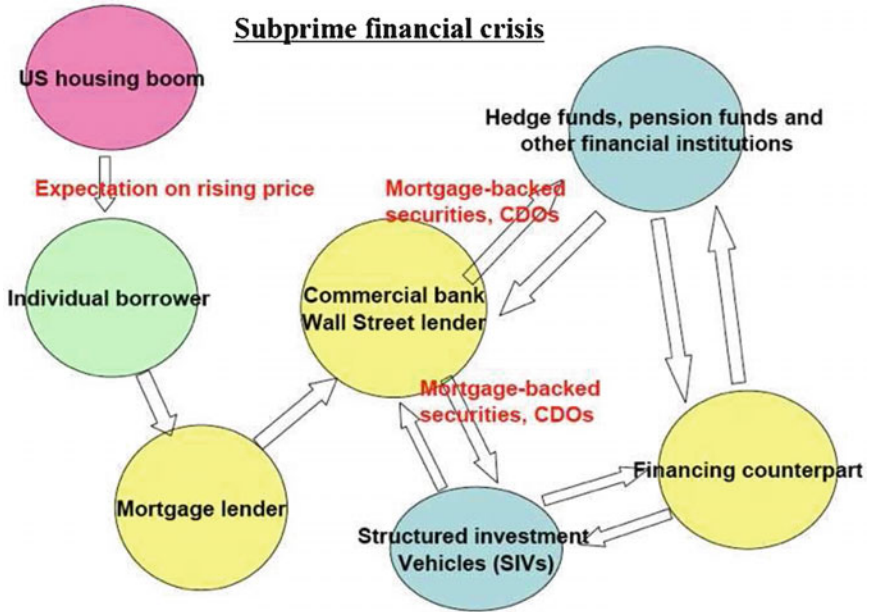 Subprime financial crisis
US housing boom
Hedge funds, pension funds and
other financial institutions
Expectation on rising price
Mortgage-backed
securities, CDOs
Individual borrower
Commercial bank
Wall Street lender
Mortgage-backed
securities, CDOs
Financing counterpart
Mortgage lender
Structured investment
Vehicles (SIVs)